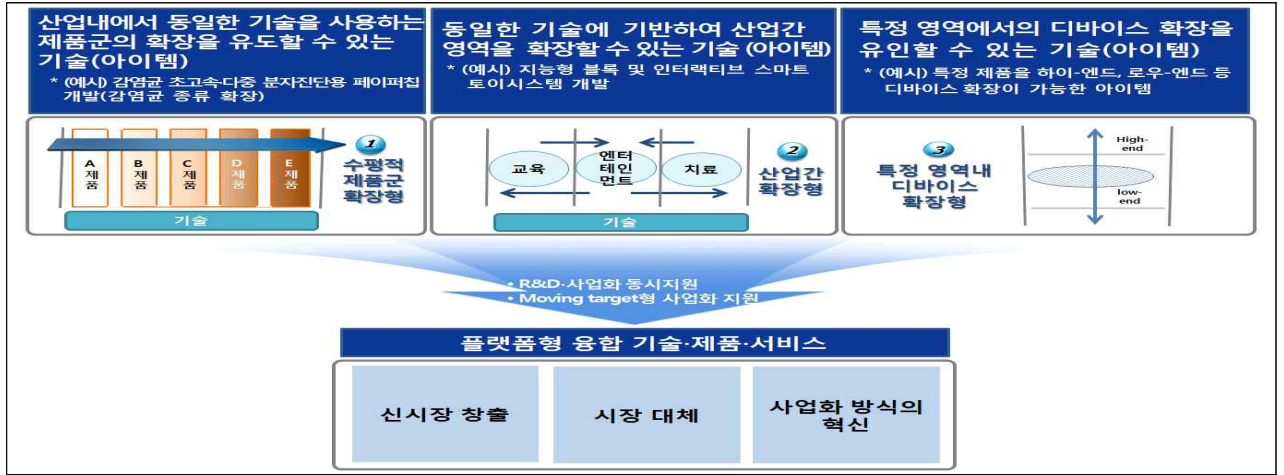 산업내에서 동일한 기술을 사용하는
제품군의 확장을 유도할 수 있는
기술(아이템)
* (예시) 감염균 초고속·다중 분자진단용 페이퍼칩
개발(감염균 종류 확장)
A
제
품
B
제
품
C
제
품
D
제
품
E
제
품
기술
1
수평적
제품군
확장형
동일한 기술에 기반하여 산업간
영역을 확장할 수 있는 기술(아이템)
* (예시) 지능형 블록 및 인터랙티브 스마트
토이시스템 개발
교육
엔터
테인
먼트
치료
기술
2
산업간
확장형
특정 영역에서의 디바이스 확장을
유인할 수 있는 기술(아이템)
* (예시) 특정 제품을 하이-엔드, 로우-엔드 등
디바이스 확장이 가능한 아이템
3
특정 영역내
디바이스
확장형
High-
end
low-
end
• R&D·사업화 동시지원
• Moving target형 사업화 지원
플랫폼형 융합 기술·제품·서비스
신시장 창출
시장 대체
사업화 방식의
혁신